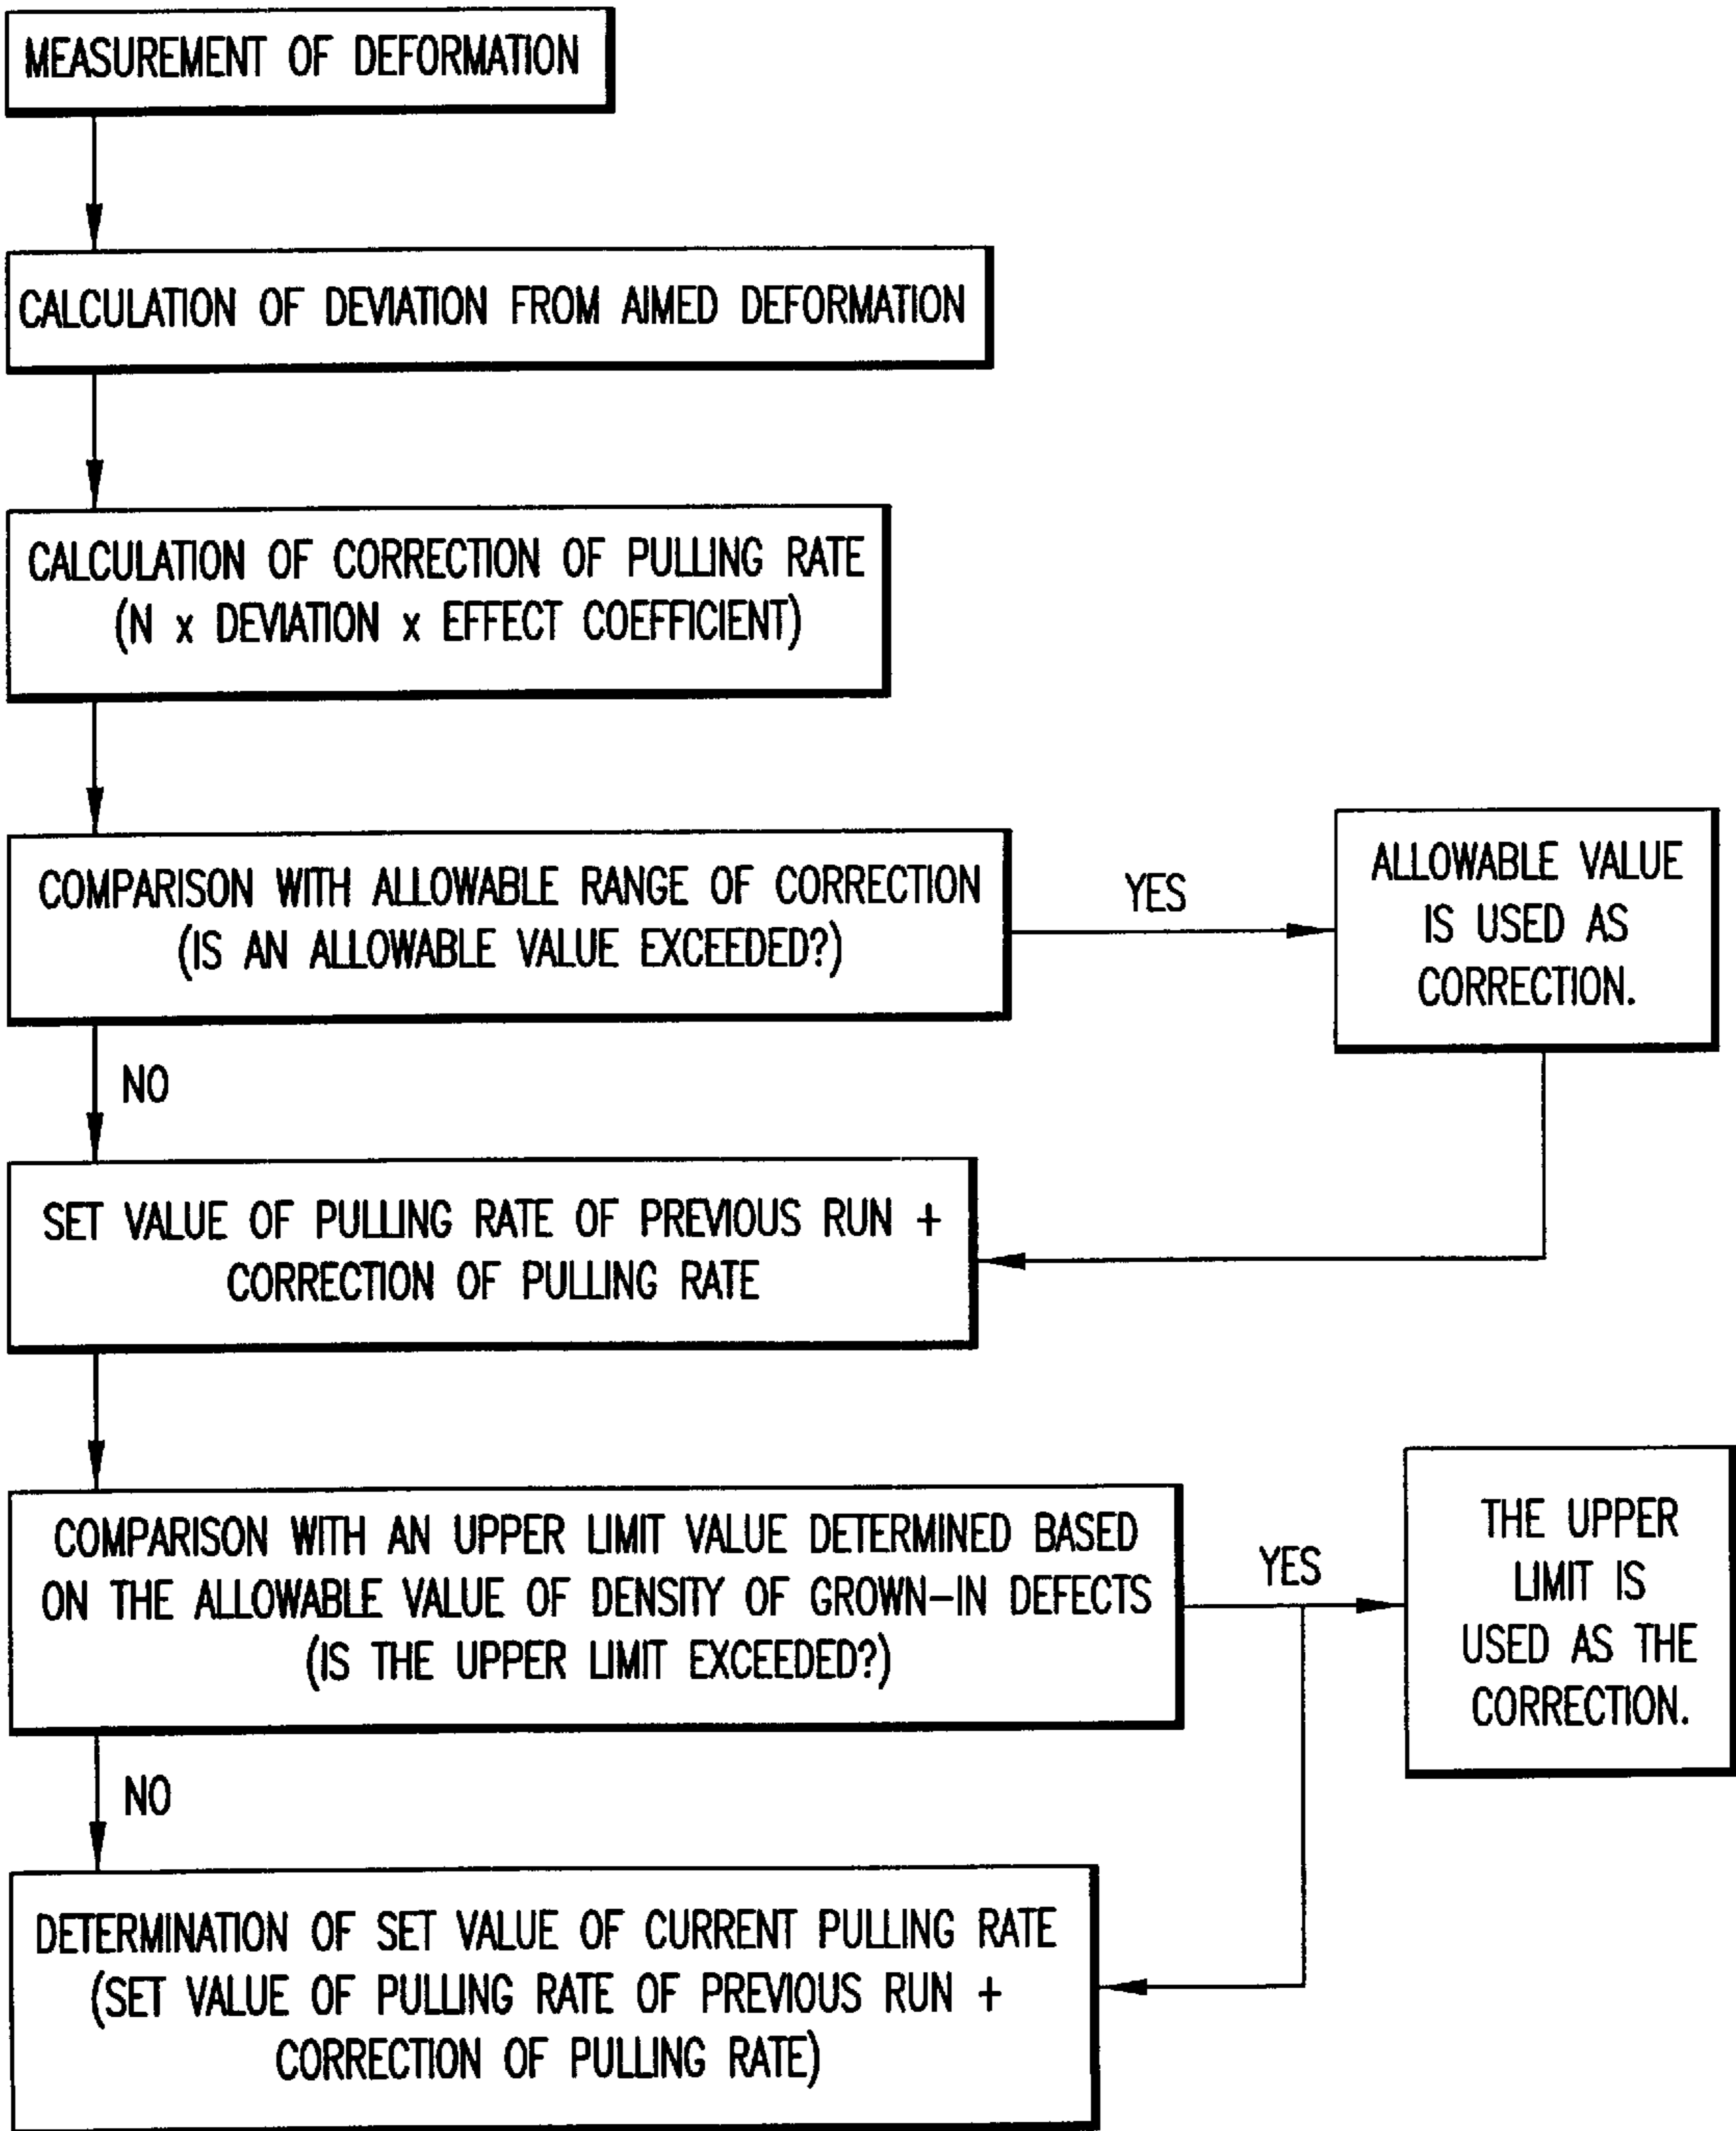 MEASUREMENT OF DEFORMATION
CALCULATION OF DEVIATION FROM AIMED DEFORMATION
CALCULATION OF CORRECTION OF PULLING RATE
(N x DEVIATION x EFFECT COEFFICIENT)
COMPARISON WITH ALLOWABLE RANGE OF CORRECTION
(IS AN ALLOWABLE VALUE EXCEEDED?)
YES
ALLOWABLE VALUE
IS USED AS
CORRECTION.
NO
SET VALUE OF PULLING RATE OF PREVIOUS RUN +
CORRECTION OF PULLING RATE
COMPARISON WITH AN UPPER LIMIT VALUE DETERMINED BASED
ON THE ALLOWABLE VALUE OF DENSITY OF GROWN-IN DEFECTS
(IS THE UPPER LIMIT EXCEEDED?)
YES
THE UPPER
LIMIT IS
USED AS THE
CORRECTION.
NO
DETERMINATION OF SET VALUE OF CURRENT PULLING RATE
(SET VALUE OF PULLING RATE OF PREVIOUS RUN +
CORRECTION OF PULLING RATE)